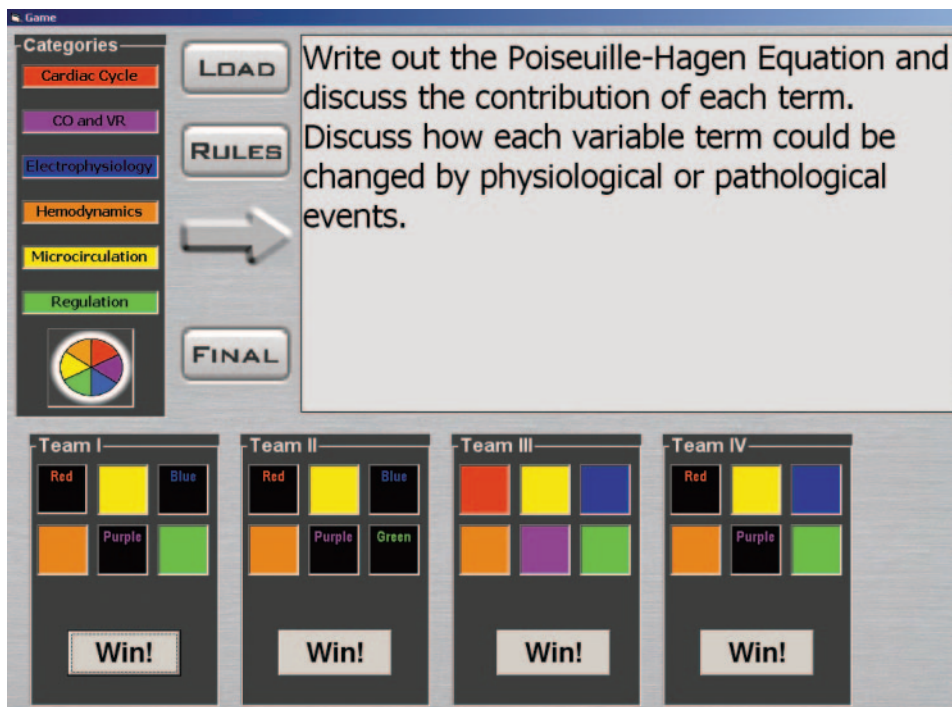 Game
Categories
Cardiac Cycle
CO and VR
Electrophysiology
Hemodynamics
Microcirculation
Regulation
LOAD
RULES
FINAL
Write out the Poiseuille-Hagen Equation and
discuss the contribution of each term.
Discuss how each variable term could be
changed by physiological or pathological
events.
Team I
Red
Blue
Purple
Win!
Team II
Red
Blue
Purple
Green
Win!
Team III
Win!
Team IV
Red
Purple
Win!